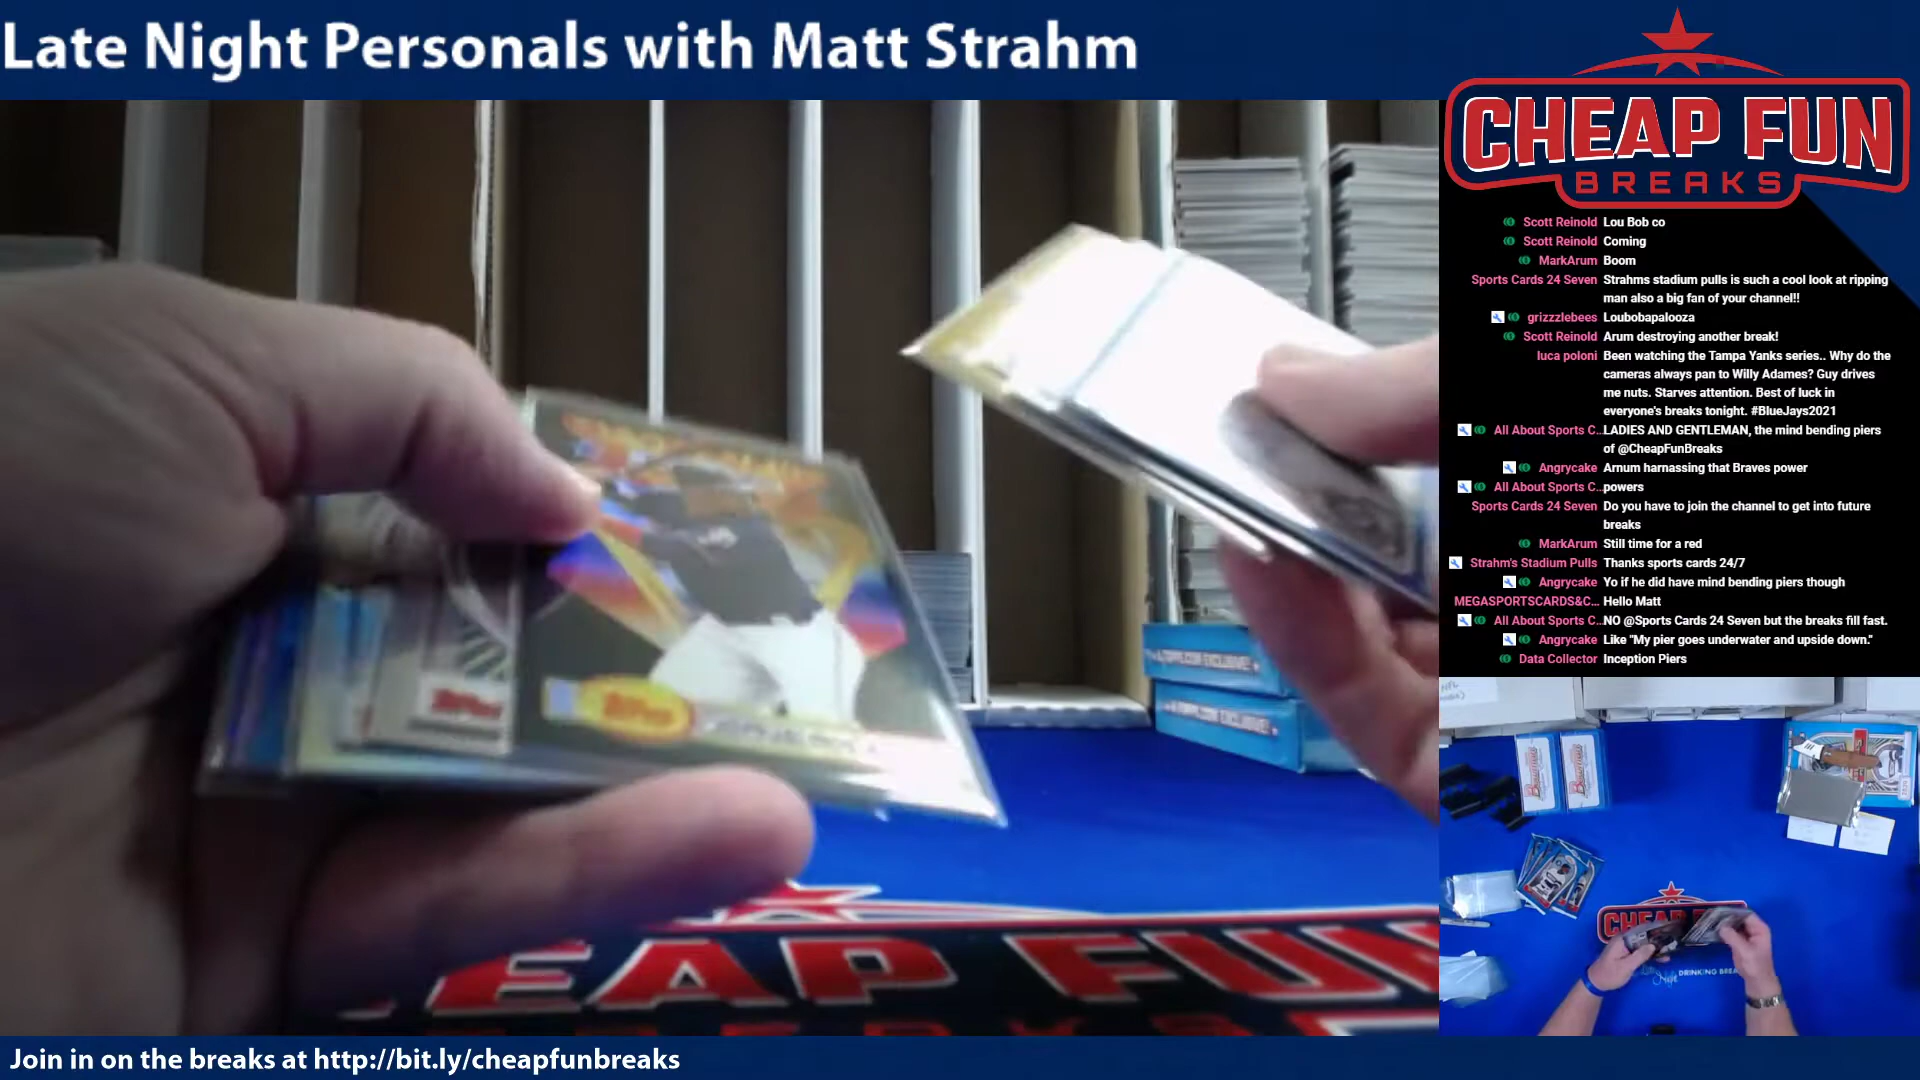 Late Night Personals with Matt Strahm
CHEAP FUN
BREAKS
Scott Reinold Lou Bob co
Scott Reinold Coming
MarkArum Boom
Sports Cards 24 Seven Strahms stadium pulls is such a cool look at ripping
man also a big fan of your channel!!
grizzzlebees Loubobapalooza
Scott Reinold Arum destroying another break!
luca poloni Been watching the Tampa Yanks series.. Why do the
cameras always pan to Willy Adames? Guy drives
me nuts. Starves attention. Best of luck in
everyone's breaks tonight. #BlueJays2021
All About Sports C... LADIES AND GENTLEMAN, the mind bending piers
of @CheapFunBreaks
Angrycake Arnum harnassing that Braves power
All About Sports C... powers
Sports Cards 24 Seven Do you have to join the channel to get into future
breaks
MarkArum Still time for a red
Strahm's Stadium Pulls Thanks sports cards 24/7
Angrycake Yo if he did have mind bending piers though
MEGASPORTSCARDS&C... Hello Matt
All About Sports C... NO @Sports Cards 24 Seven but the breaks fill fast.
Angrycake Like "My pier goes underwater and upside down."
Data Collector Inception Piers
Topps
EAP FUN
CHEAP
DRINKING BREA
Join in on the breaks at http://bit.ly/cheapfunbreaks